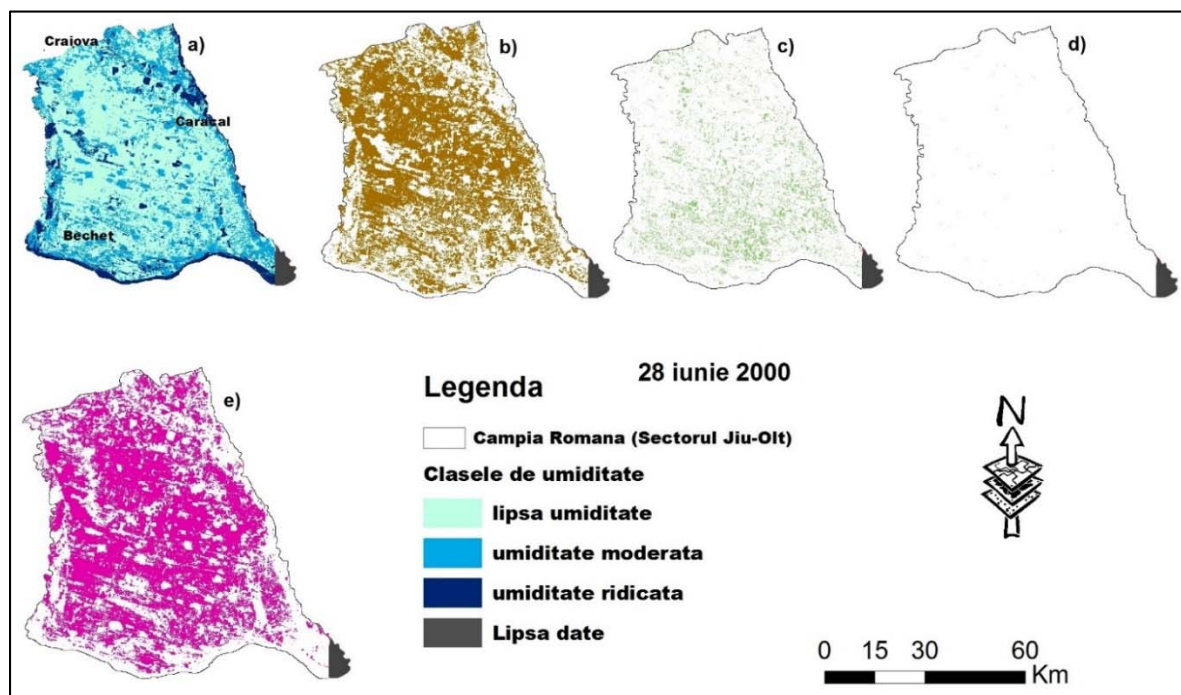 Craiova
a)
b)
c)
d)
Caracal
Bechet
e)
Legenda
28 iunie 2000
Campia Romana (Sectorul Jiu-Olt)
Clasele de umiditate
lipsa umiditate
umiditate moderata
umiditate ridicata
Lipsa date
N
0 15 30 60
Km